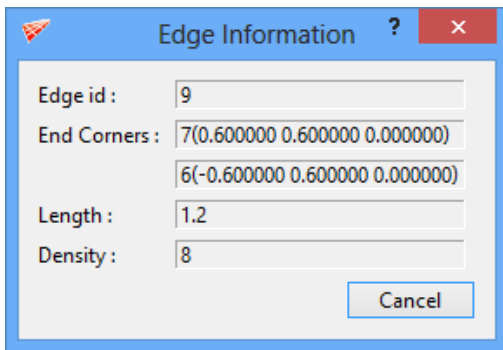 Edge Information ? ×
Edge id : 9
End Corners : 7(0.600000 0.600000 0.000000)
6(-0.600000 0.600000 0.000000)
Length : 1.2
Density : 8
Cancel